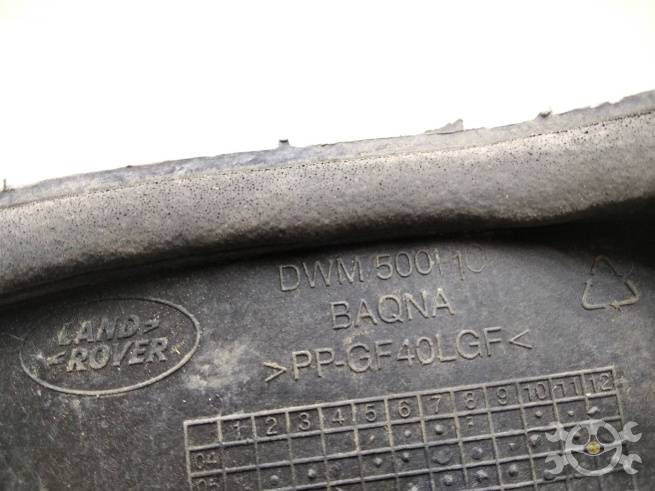 DWM 500110
LAND
ROVER
BAQNA
>PP-GF40LGF<
1 2 3 4 5 6 7 8 9 10 11 12
04
05